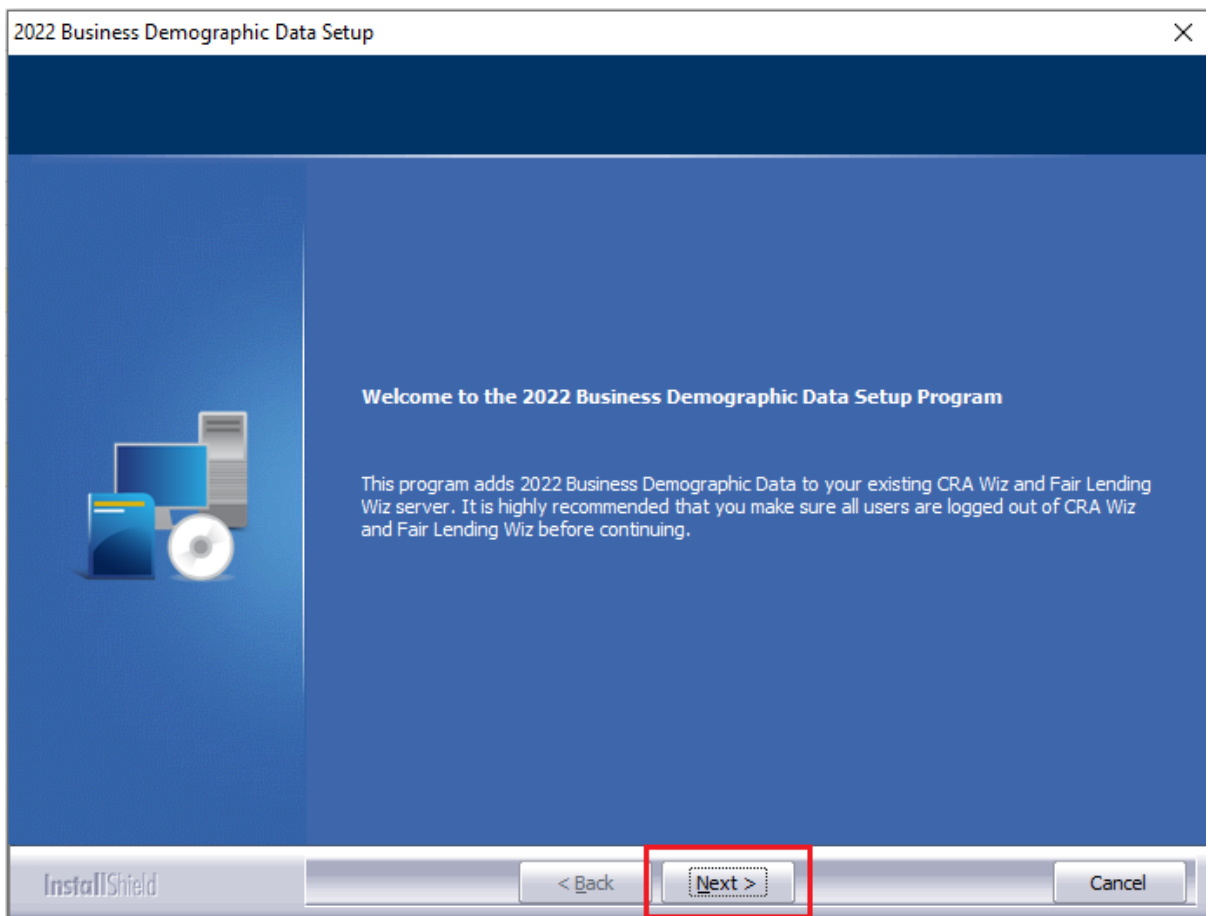 2022 Business Demographic Data Setup
Welcome to the 2022 Business Demographic Data Setup Program
This program adds 2022 Business Demographic Data to your existing CRA Wiz and Fair Lending
Wiz server. It is highly recommended that you make sure all users are logged out of CRA Wiz
and Fair Lending Wiz before continuing.
InstallShield
< Back
Next >
Cancel